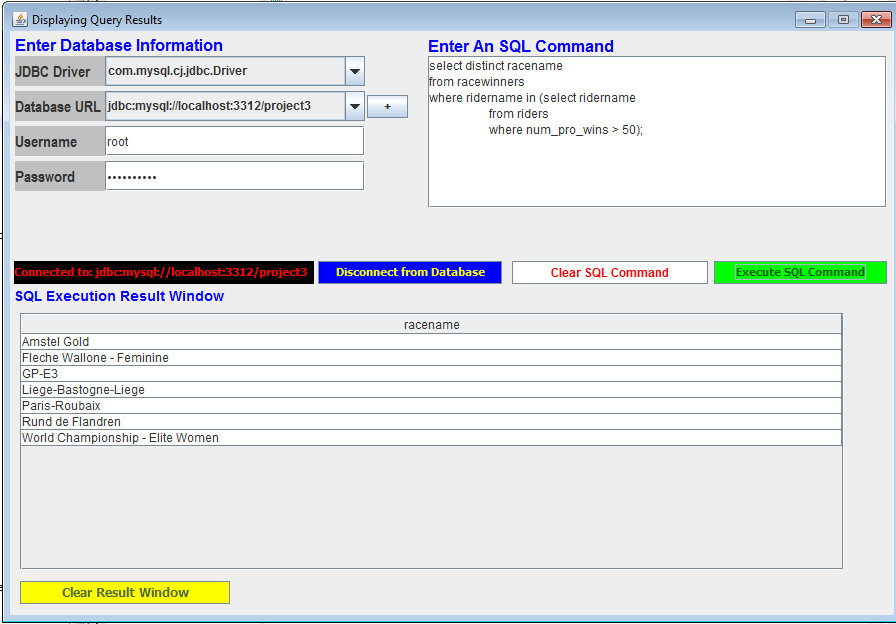 Displaying Query Results
Enter Database Information
JDBC Driver com.mysql.cj.jdbc.Driver
Database URL jdbc:mysql://localhost:3312/project3 +
Username root
Password ••••••••••
Enter An SQL Command
select distinct racename
from racewinners
where ridername in (select ridername
from riders
where num_pro_wins > 50);
Connected to: jdbc:mysql://localhost:3312/project3 Disconnect from Database Clear SQL Command Execute SQL Command
SQL Execution Result Window
racename
Amstel Gold
Fleche Wallone - Feminine
GP-E3
Liege-Bastogne-Liege
Paris-Roubaix
Rund de Flandren
World Championship - Elite Women
Clear Result Window